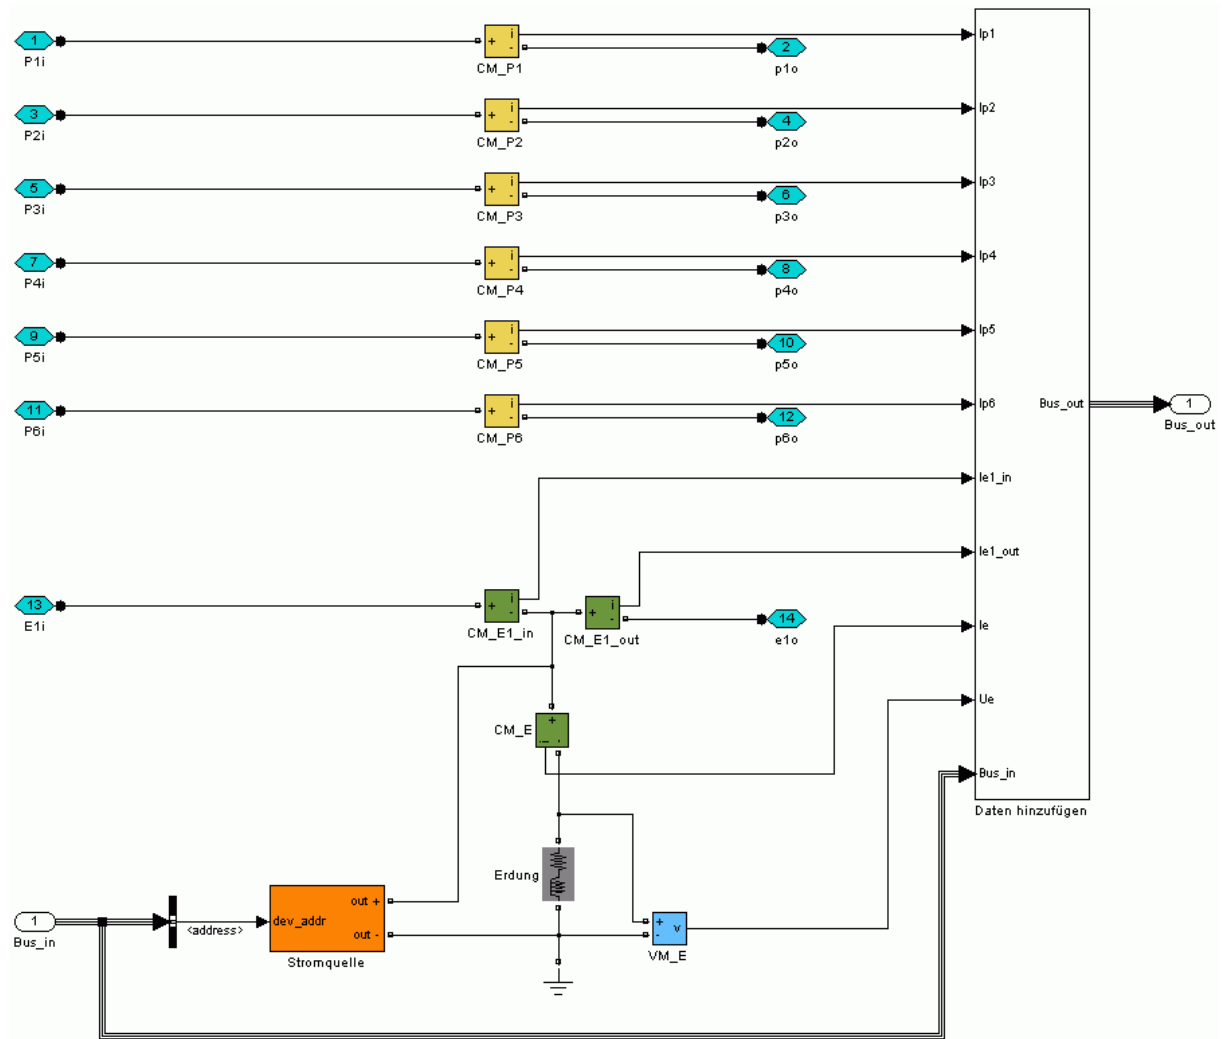 1
P1i
+ i -
CM_P1
2
p1o
Ip1
3
P2i
+ i -
CM_P2
4
p2o
Ip2
5
P3i
+ i -
CM_P3
6
p3o
Ip3
7
P4i
+ i -
CM_P4
8
p4o
Ip4
9
P5i
+ i -
CM_P5
10
p5o
Ip5
11
P6i
+ i -
CM_P6
12
p6o
Ip6
Bus_out
1
Bus_out
Ie1_in
Ie1_out
13
E1i
+ i -
CM_E1_in
+ i -
CM_E1_out
14
e1o
Ie
Ue
CM_E
+
Bus_in
Daten hinzufügen
Erdung
1
Bus_in
<address>
dev_addr
out +
out -
Stromquelle
+ v -
VM_E